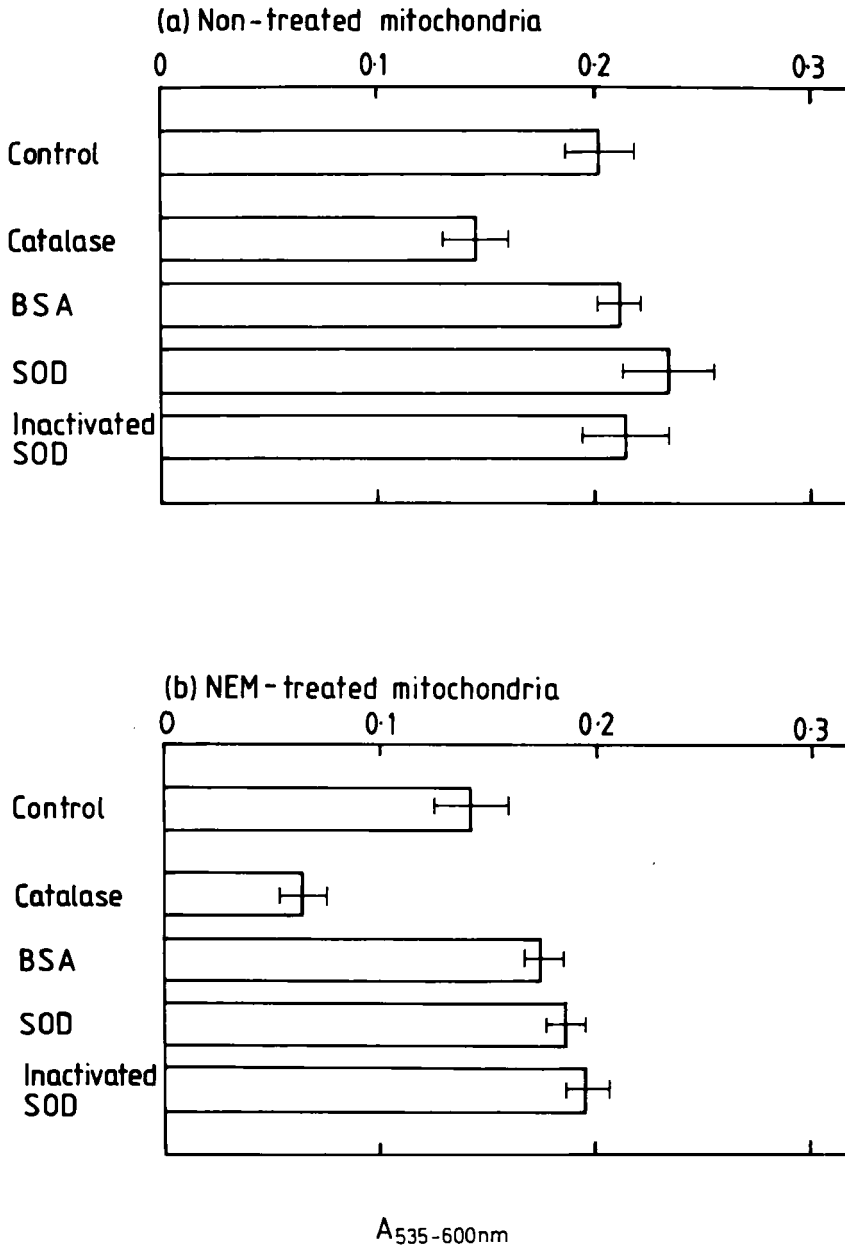 (a) Non-treated mitochondria
0 0·1 0·2 0·3
Control
Catalase
BSA
SOD
Inactivated
SOD
(b) NEM-treated mitochondria
0 0·1 0·2 0·3
Control
Catalase
BSA
SOD
Inactivated
SOD
A535-600nm